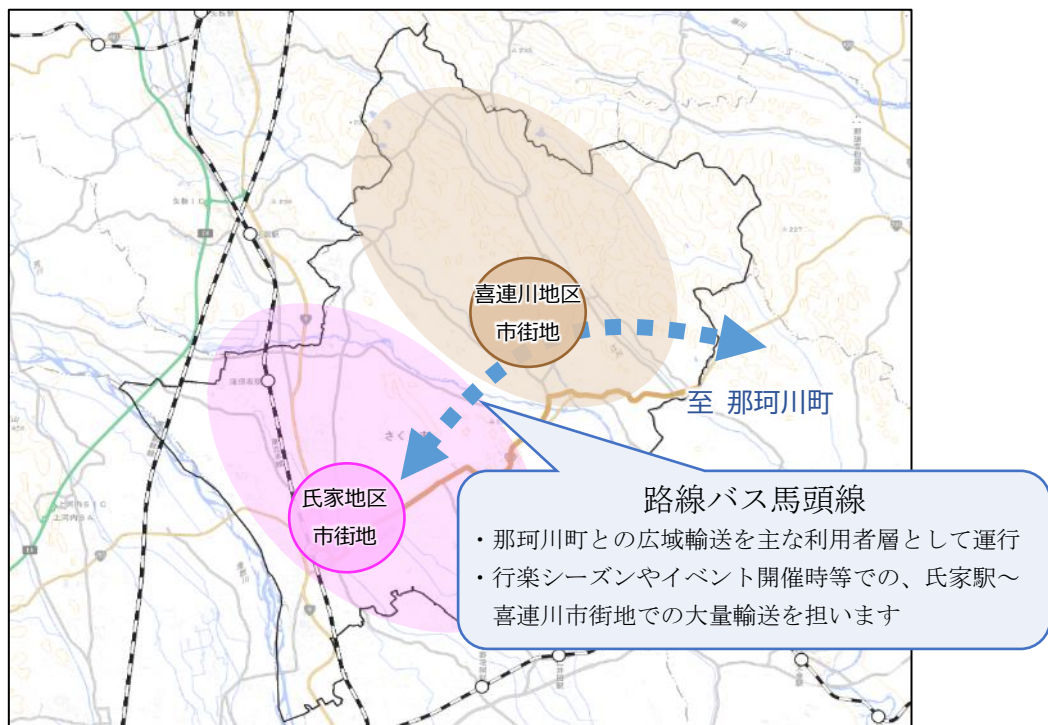 喜連川地区
市街地
至 那珂川町
氏家地区
市街地
路線バス馬頭線
・那珂川町との広域輸送を主な利用者層として運行
・行楽シーズンやイベント開催時等での、氏家駅～
喜連川市街地での大量輸送を担います